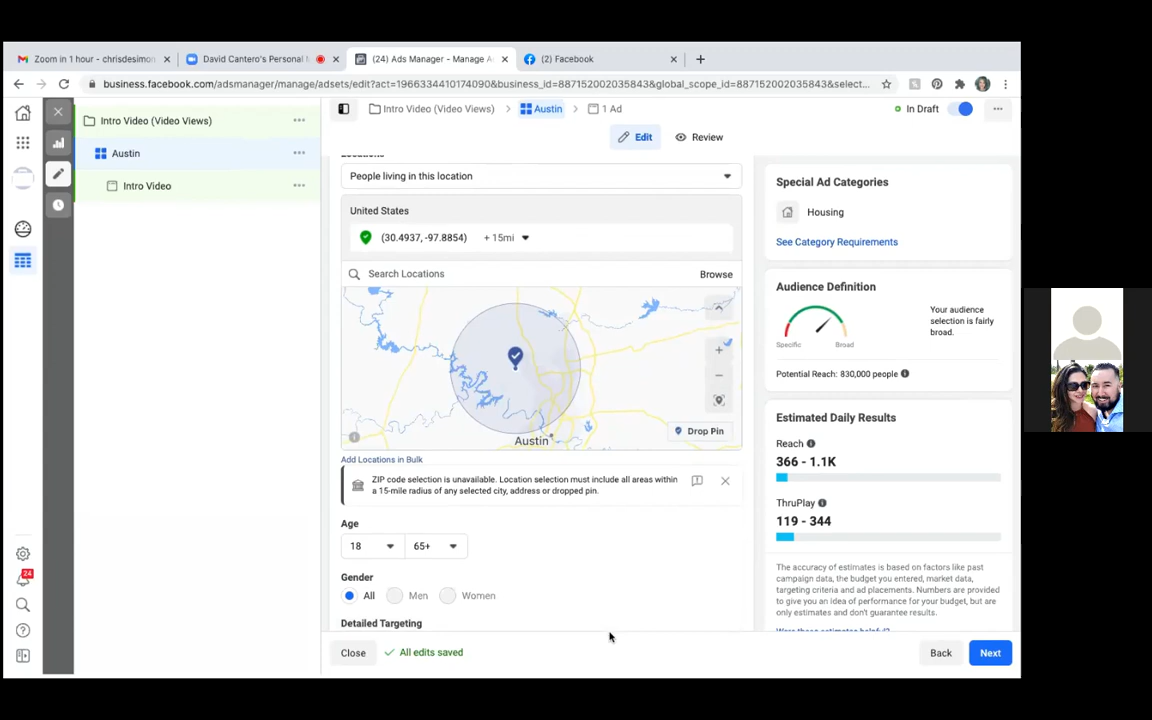 Zoom in 1 hour - chrisdesimon
David Cantero's Personal
(24) Ads Manager - Manage A
(2) Facebook
business.facebook.com/adsmanager/manage/adsets/edit?act=1966334410174090&business_id=887152002035843&global_scope_id=887152002035843&select...
Intro Video (Video Views)
Austin
Intro Video
24
Intro Video (Video Views)
Austin
1 Ad
In Draft
Edit
Review
Locations
People living in this location
United States
(30.4937, -97.8854) + 15mi
Search Locations
Browse
Austin
Drop Pin
Add Locations in Bulk
ZIP code selection is unavailable. Location selection must include all areas within
a 15-mile radius of any selected city, address or dropped pin.
Age
18
65+
Gender
All
Men
Women
Detailed Targeting
Close
All edits saved
Back
Next
Special Ad Categories
Housing
See Category Requirements
Audience Definition
Your audience
selection is fairly
broad.
Specific
Broad
Potential Reach: 830,000 people
Estimated Daily Results
Reach
366 - 1.1K
ThruPlay
119 - 344
The accuracy of estimates is based on factors like past
campaign data, the budget you entered, market data,
targeting criteria and ad placements. Numbers are provided
to give you an idea of performance for your budget, but are
only estimates and don't guarantee results.
Were these estimates helpful?